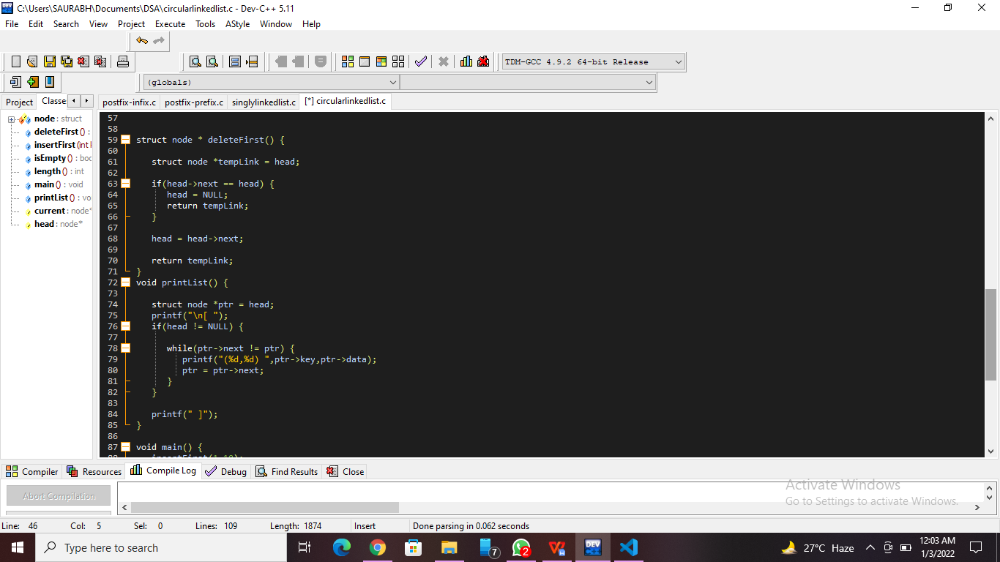 C:\Users\SAURABH\Documents\DSA\circularlinkedlist.c - Dev-C++ 5.11
File Edit Search View Project Execute Tools AStyle Window Help
TDM-GCC 4.9.2 64-bit Release
(globals)
Project Classe postfix-infix.c postfix-prefix.c singlylinkedlist.c [*] circularlinkedlist.c
node : struct
deleteFirst () :
insertFirst (int
isEmpty () : boo
length () : int
main () : void
printList () : vo
current : node*
head : node*
57
58
59 struct node * deleteFirst() {
60
61 struct node *tempLink = head;
62
63 if(head->next == head) {
64 head = NULL;
65 return tempLink;
66 }
67
68 head = head->next;
69
70 return tempLink;
71 }
72 void printList() {
73
74 struct node *ptr = head;
75 printf("\n[ ");
76 if(head != NULL) {
77
78 while(ptr->next != ptr) {
79 printf("(%d,%d) ",ptr->key,ptr->data);
80 ptr = ptr->next;
81 }
82 }
83
84 printf(" ]");
85 }
86
87 void main() {
Compiler Resources Compile Log Debug Find Results Close
Abort Compilation
Activate Windows
Go to Settings to activate Windows.
Line: 46 Col: 5 Sel: 0 Lines: 109 Length: 1874 Insert Done parsing in 0.062 seconds
Type here to search
DEV
7
2
27°C Haze
12:03 AM
1/3/2022